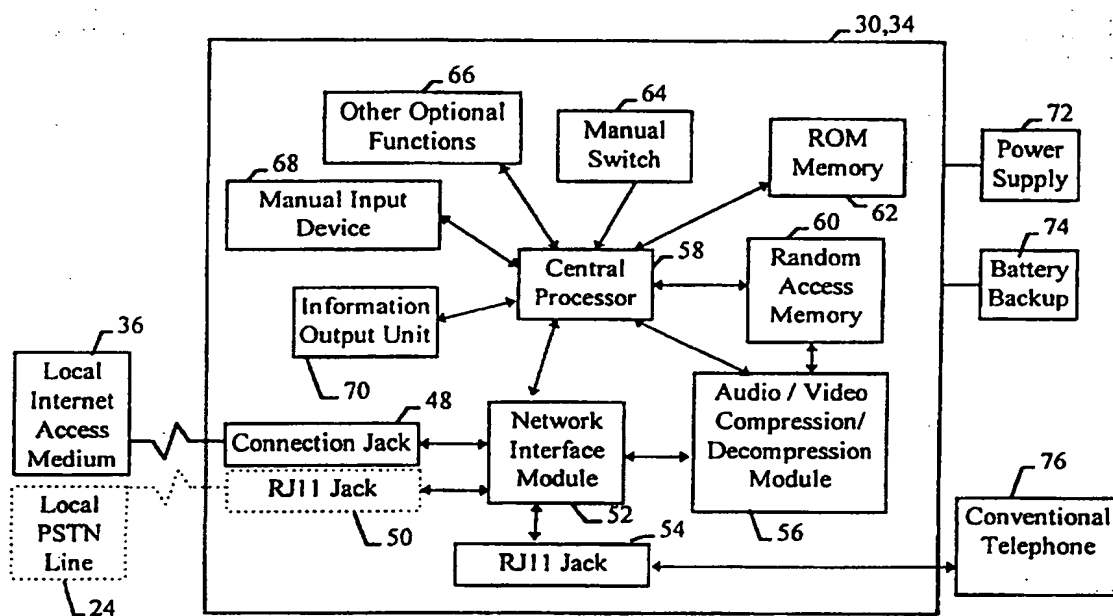 30,34
66
Other Optional
Functions
64
Manual
Switch
ROM
Memory
62
72
Power
Supply
68
Manual Input
Device
60
Random
Access
Memory
74
Battery
Backup
Central
Processor
58
Information
Output Unit
70
36
Local
Internet
Access
Medium
48
Connection Jack
Network
Interface
Module
52
Audio / Video
Compression/
Decompression
Module
56
RJ11 Jack
50
Local
PSTN
Line
24
54
RJ11 Jack
76
Conventional
Telephone